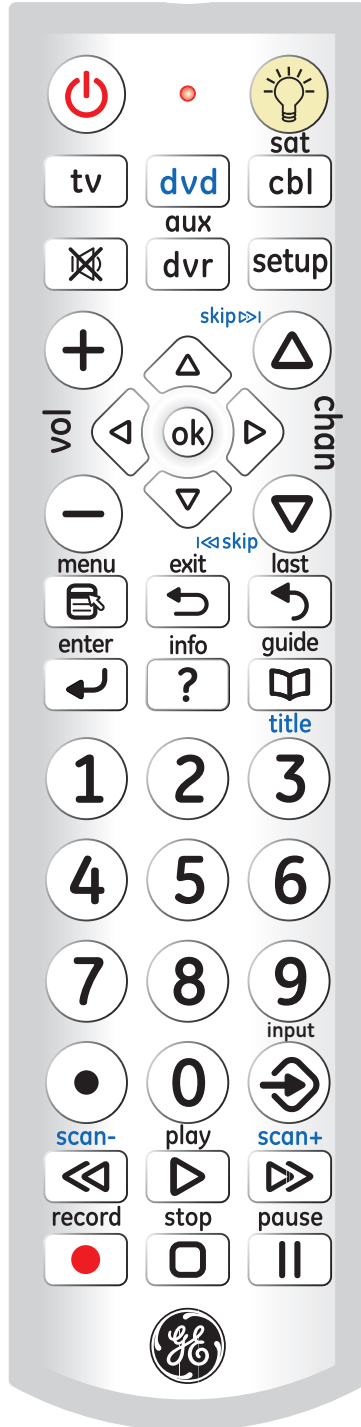 sat
tv dvd cbl
aux
dvr setup
skip
+
vol ok chan
−
skip
menu exit last
enter info guide
?
title
1 2 3
4 5 6
7 8 9
input
• 0
scan- play scan+
record stop pause
GE